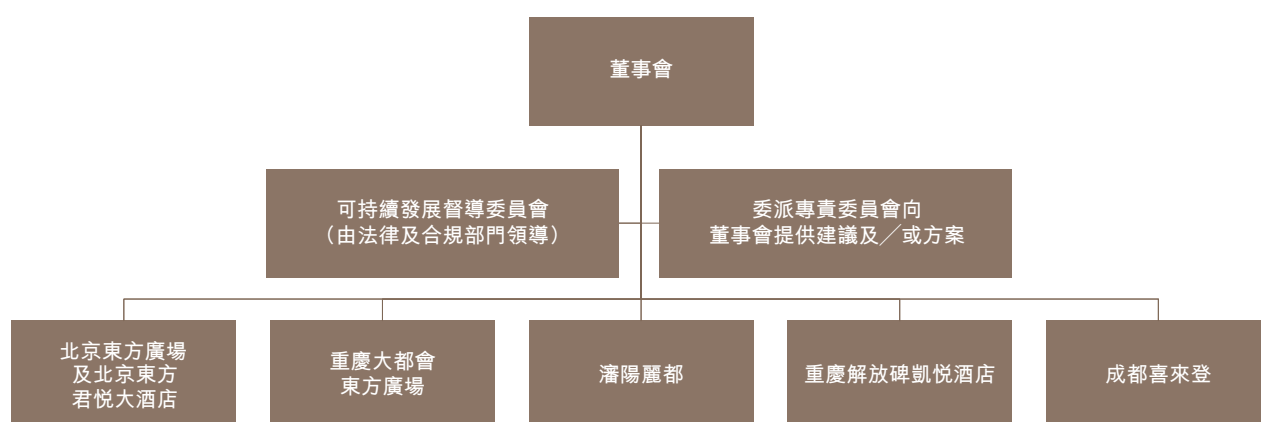 董事會
可持續發展督導委員會
（由法律及合規部門領導）
委派專責委員會向
董事會提供建議及╱或方案
北京東方廣場
及北京東方
君悅大酒店
重慶大都會
東方廣場
瀋陽麗都
重慶解放碑凱悅酒店
成都喜來登